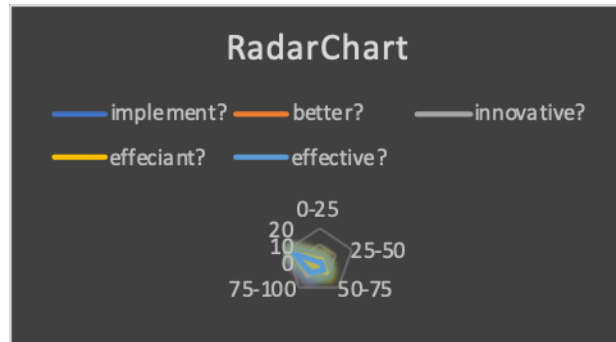 RadarChart
implement? better? innovative?
effeciant? effective?
0-25
20
10
0
25-50
75-100
50-75